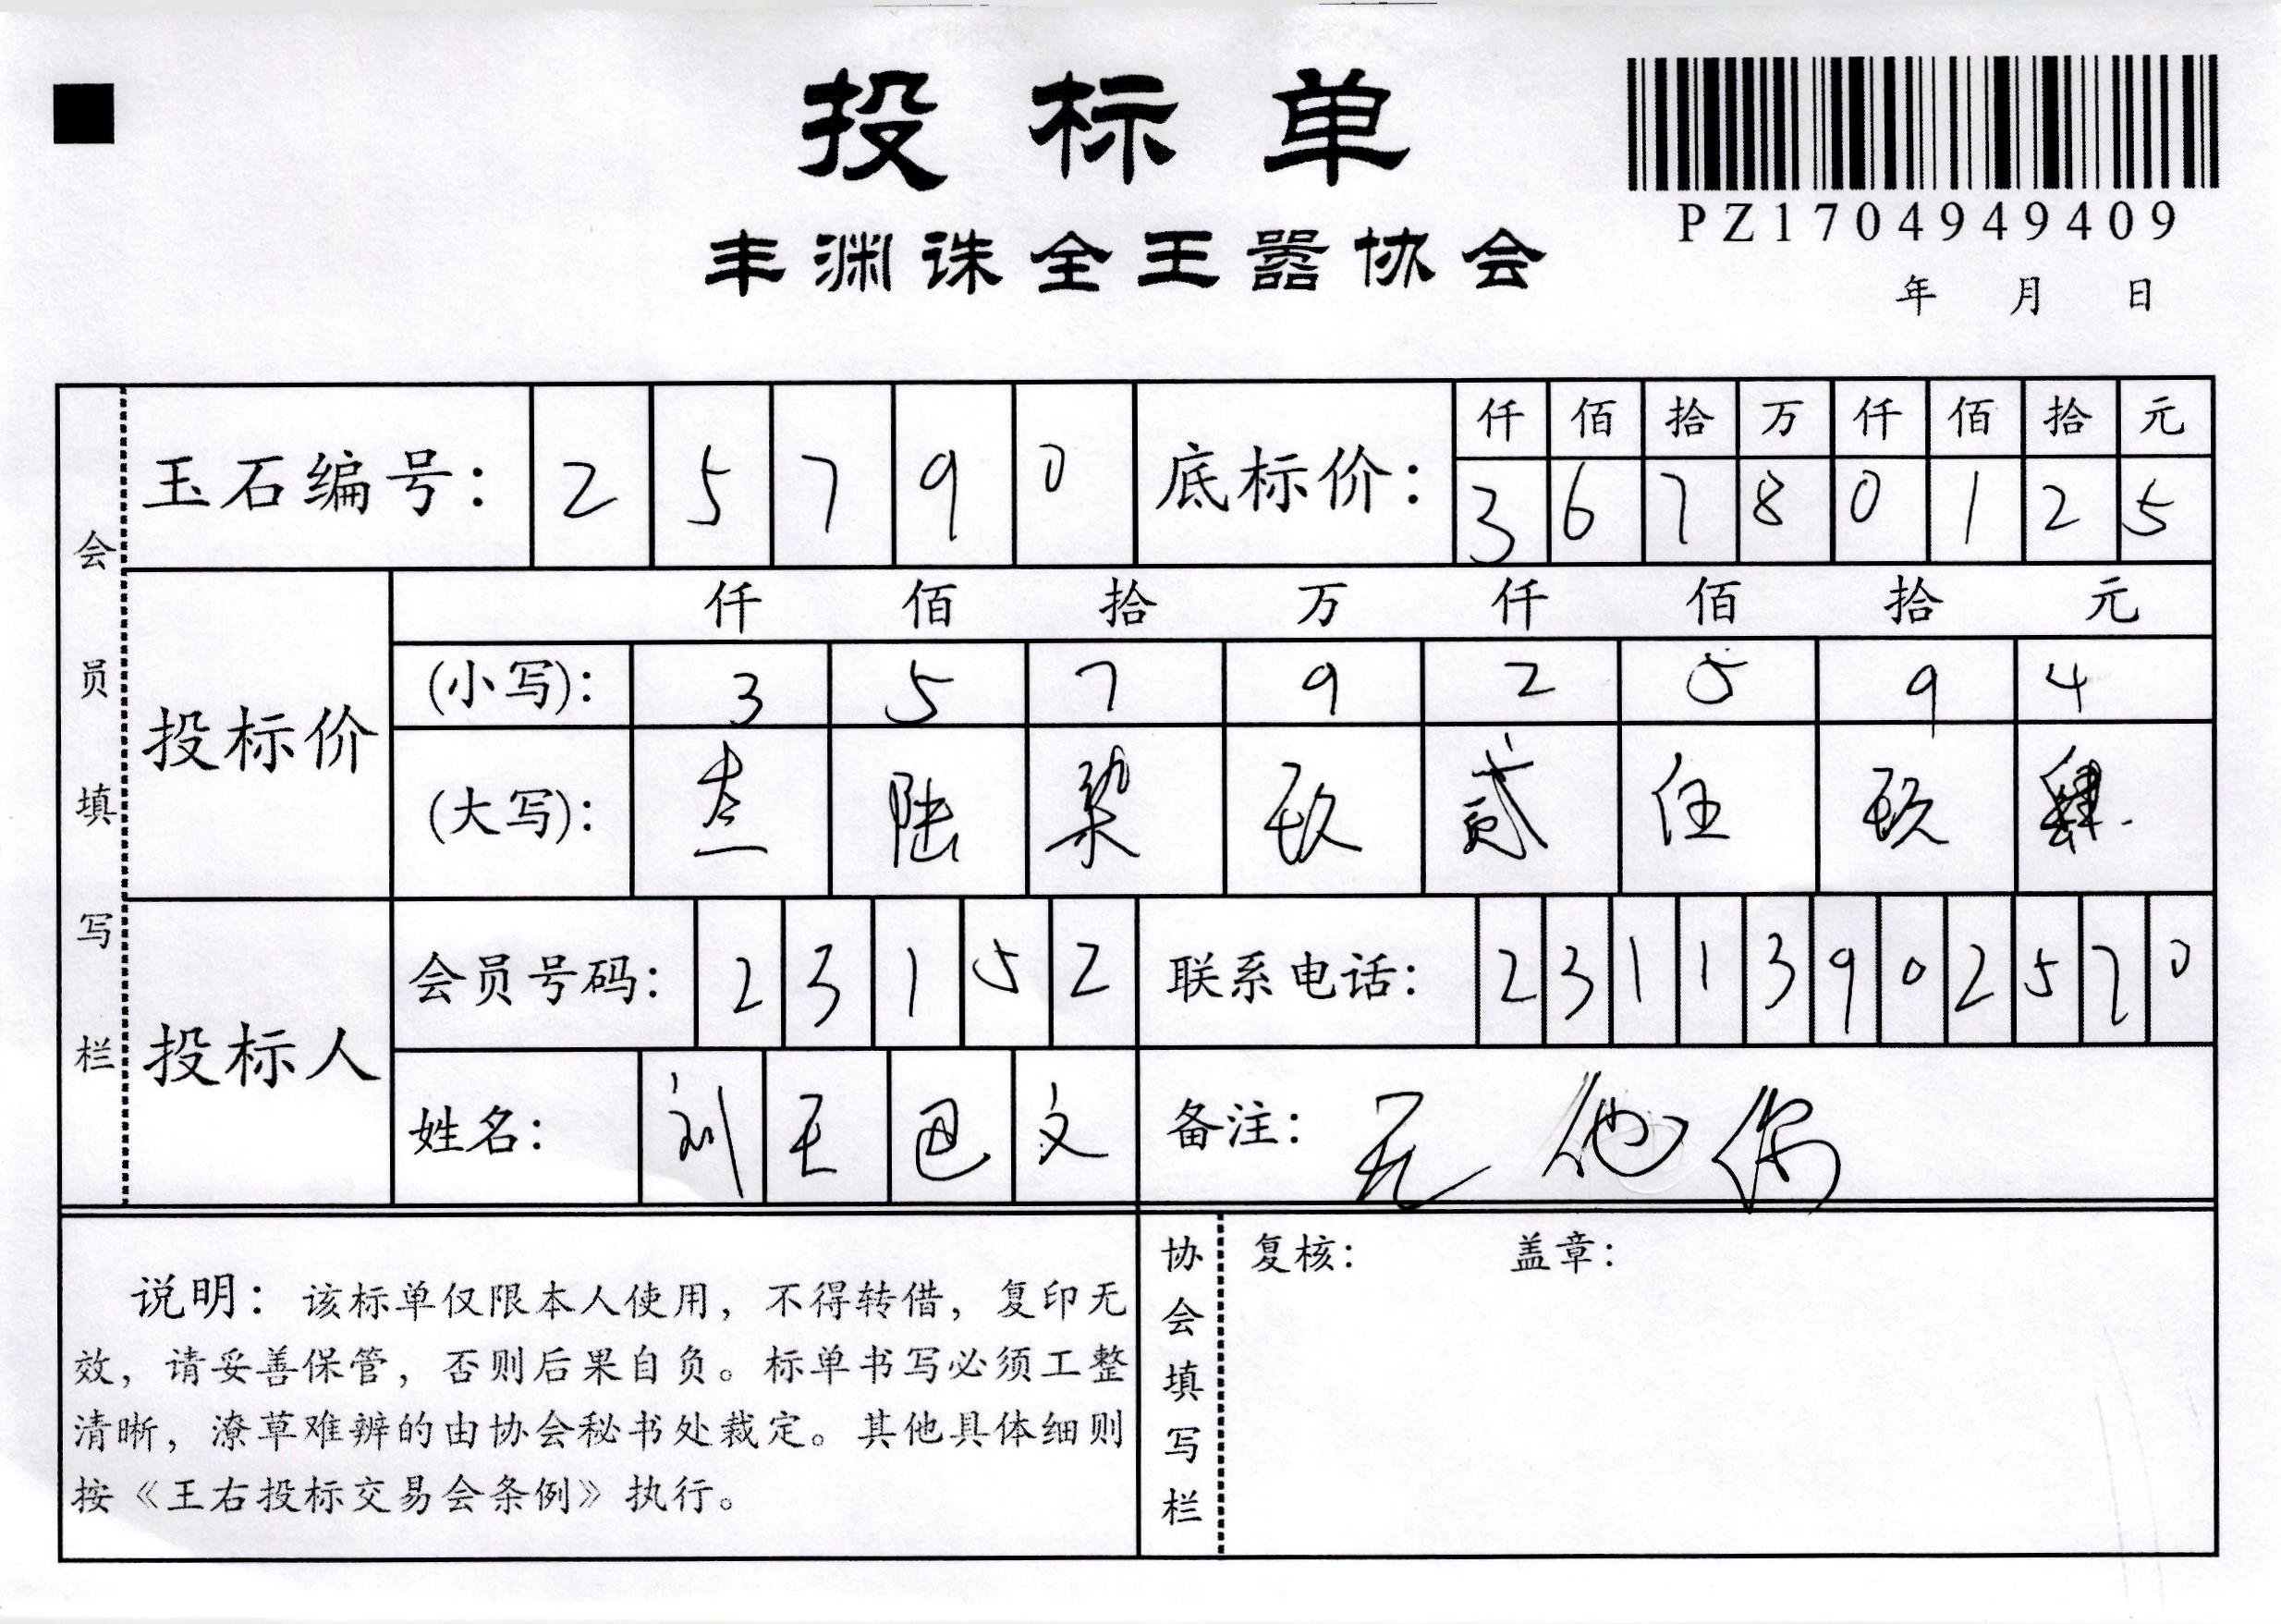 投标单
PZ1704949409
丰渊诛全王嚣协会
年 月 日
会员填写栏
玉石编号： 2 5 7 9 0
底标价： 仟 佰 拾 万 仟 佰 拾 元
3 6 7 8 0 1 2 5
投标价
仟 佰 拾 万 仟 佰 拾 元
(小写)： 3 5 7 9 2 5 9 4
(大写)： 叁 陆 柒 玖 贰 伍 玖 肆
投标人
会员号码： 2 3 1 5 2
联系电话： 2 3 1 1 3 9 0 2 5 7 0
姓名： 刘 王 文
备注： 无 他 你
说明：该标单仅限本人使用，不得转借，复印无
效，请妥善保管，否则后果自负。标单书写必须工整
清晰，潦草难辨的由协会秘书处裁定。其他具体细则
按《王右投标交易会条例》执行。
协会填写栏
复核： 盖章：